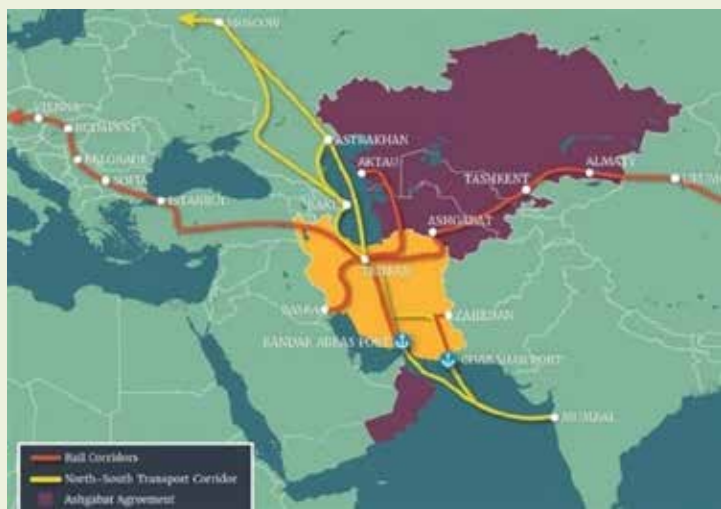 MOSCOW
VIENNA
BUDAPEST
BELGRADE
SOFIA
ISTANBUL
ASTRAKHAN
AKTAU
BAKU
TASHKENT
ALMATY
URUMQI
ASHGABAT
TEHRAN
BASRA
ZAHEDAN
BANDAR ABBAS PORT
CHABAHAR PORT
MUMBAI
Rail Corridors
North-South Transport Corridor
Ashgabat Agreement